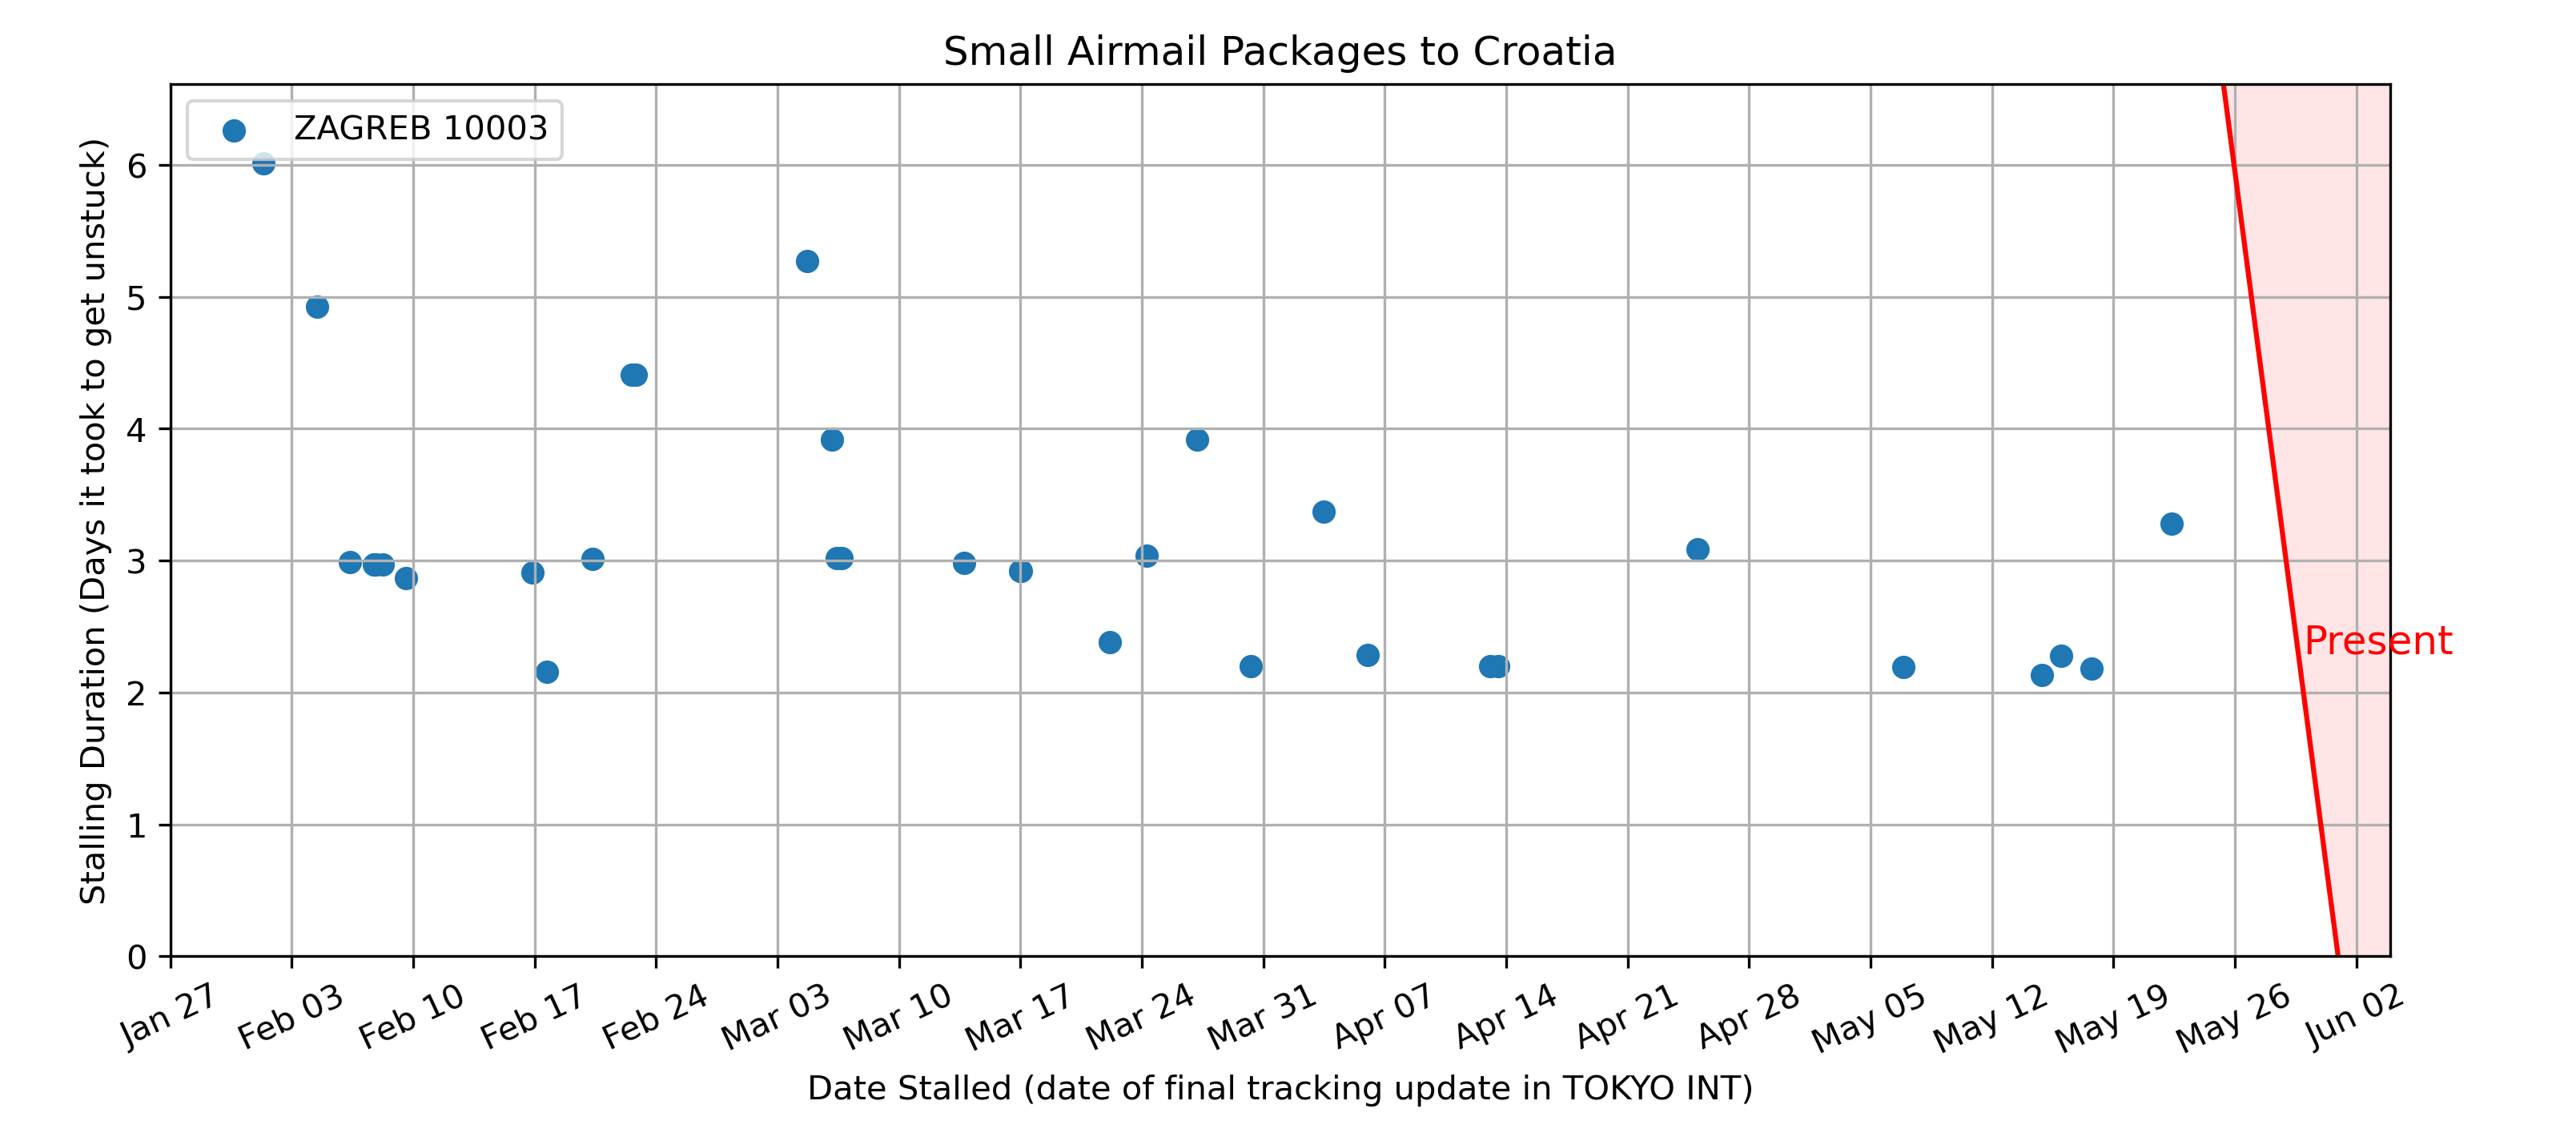 Small Airmail Packages to Croatia
ZAGREB 10003
Stalling Duration (Days it took to get unstuck)
6
5
4
3
2
1
0
Present
Jan 27 Feb 03 Feb 10 Feb 17 Feb 24 Mar 03 Mar 10 Mar 17 Mar 24 Mar 31 Apr 07 Apr 14 Apr 21 Apr 28 May 05 May 12 May 19 May 26 Jun 02
Date Stalled (date of final tracking update in TOKYO INT)